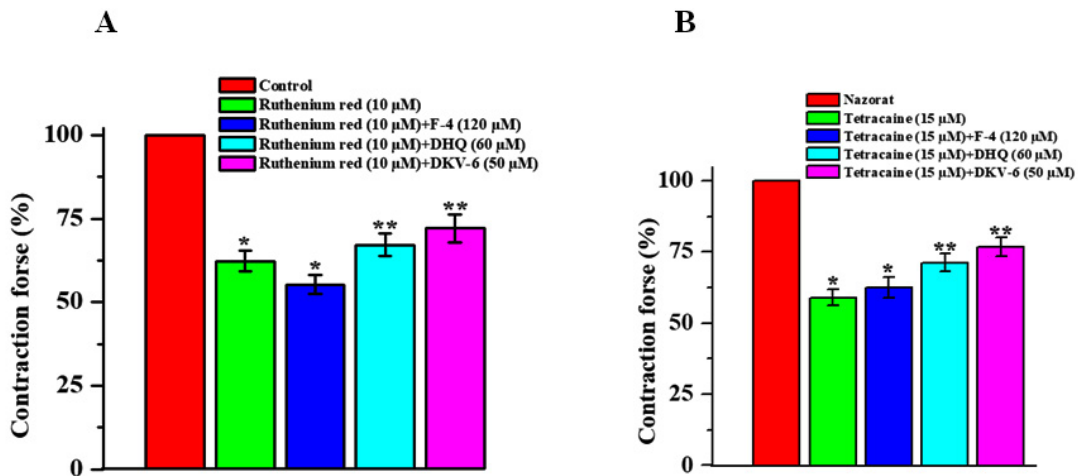 A
Control
Ruthenium red (10 µM)
Ruthenium red (10 µM)+F-4 (120 µM)
Ruthenium red (10 µM)+DHQ (60 µM)
Ruthenium red (10 µM)+DKV-6 (50 µM)
Contraction forse (%)
100
75
50
25
0
*
*
**
**
B
Nazorat
Tetracaine (15 µM)
Tetracaine (15 µM)+F-4 (120 µM)
Tetracaine (15 µM)+DHQ (60 µM)
Tetracaine (15 µM)+DKV-6 (50 µM)
Contraction forse (%)
100
75
50
25
0
*
*
**
**